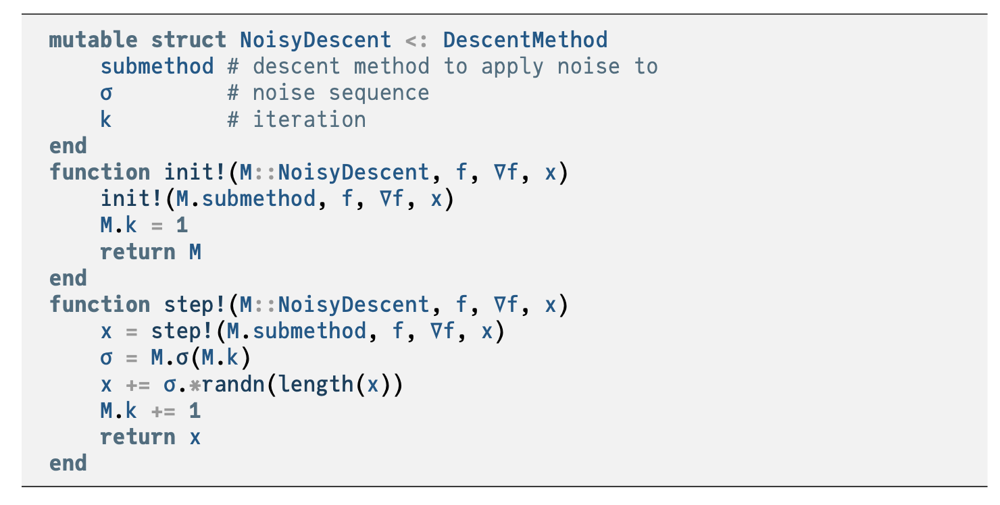 mutable struct NoisyDescent <: DescentMethod
    submethod # descent method to apply noise to
    σ         # noise sequence
    k         # iteration
end
function init!(M::NoisyDescent, f, ∇f, x)
    init!(M.submethod, f, ∇f, x)
    M.k = 1
    return M
end
function step!(M::NoisyDescent, f, ∇f, x)
    x = step!(M.submethod, f, ∇f, x)
    σ = M.σ(M.k)
    x += σ.*randn(length(x))
    M.k += 1
    return x
end